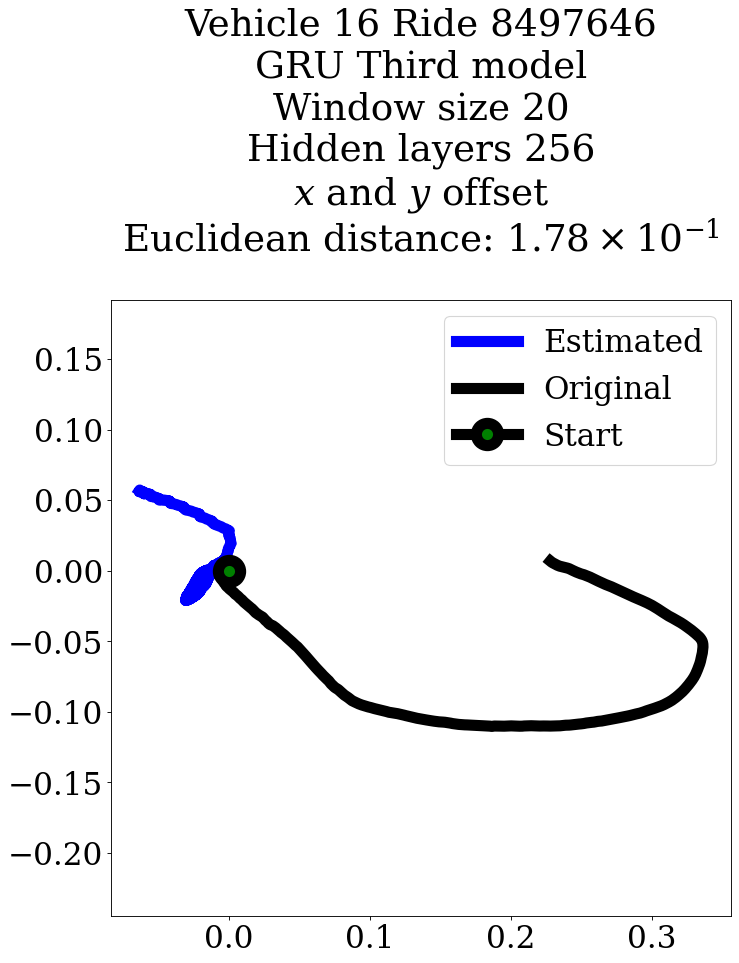 Vehicle 16 Ride 8497646
GRU Third model
Window size 20
Hidden layers 256
x and y offset
Euclidean distance: 1.78 × 10⁻¹
Estimated
Original
Start
0.15
0.10
0.05
0.00
−0.05
−0.10
−0.15
−0.20
0.0 0.1 0.2 0.3